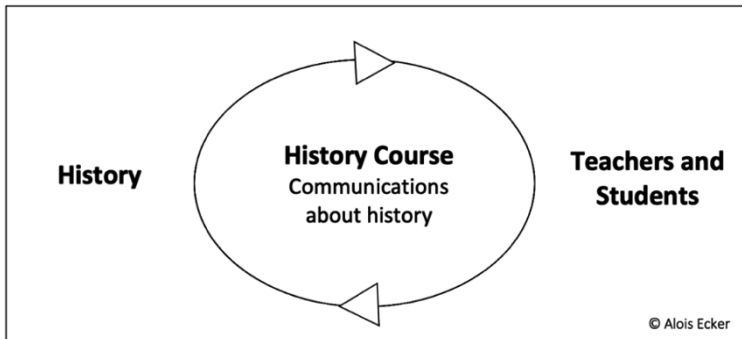 History
History Course
Communications
about history
Teachers and
Students
© Alois Ecker